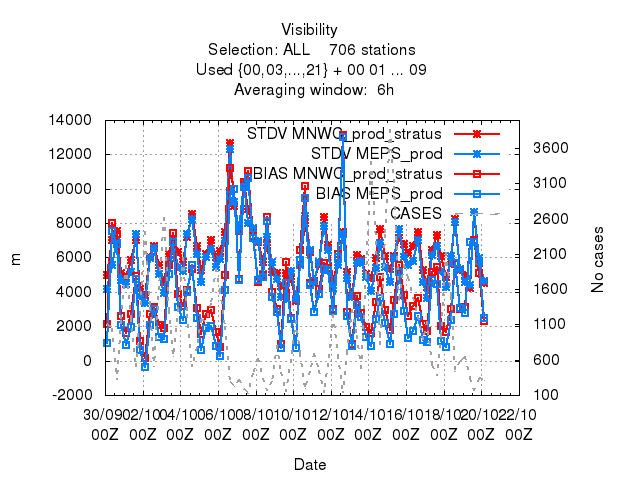 Visibility
Selection: ALL 706 stations
Used {00,03,...,21} + 00 01 ... 09
Averaging window: 6h
14000
12000
10000
8000
6000
4000
2000
0
-2000
m
STDV MNWC_prod_stratus
STDV MEPS_prod
BIAS MNWC_prod_stratus
BIAS MEPS_prod
CASES
3600
3100
2600
2100
1600
1100
600
100
No cases
30/09 02/10 04/10 06/10 08/10 10/10 12/10 14/10 16/10 18/10 20/10 22/10
00Z 00Z 00Z 00Z 00Z 00Z 00Z 00Z 00Z 00Z 00Z 00Z
Date